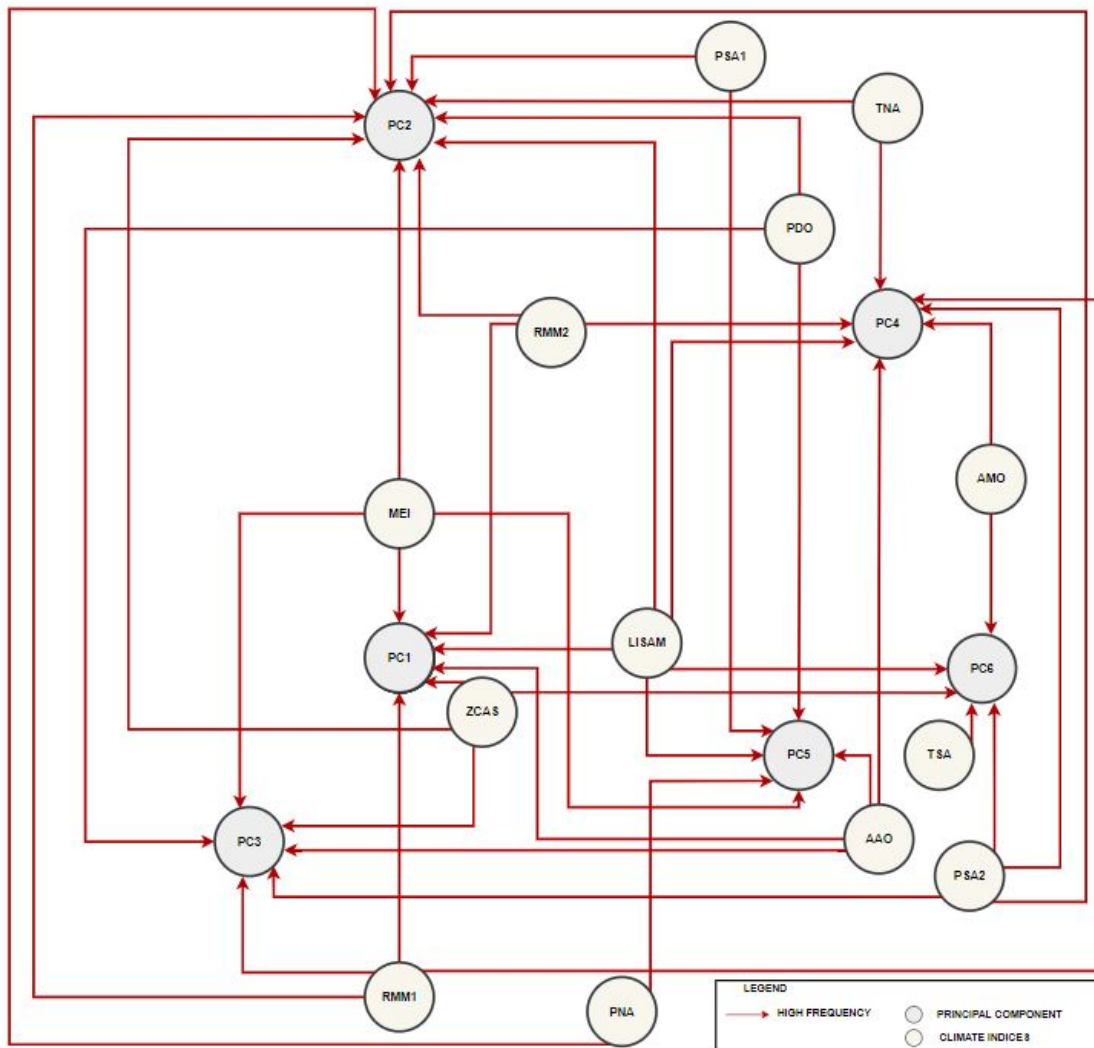 PSA1
TNA
PC2
PDO
PC4
RMM2
AMO
MEI
LISAM
PC1
PC6
ZCAS
PC5
TSA
PC3
AAO
PSA2
RMM1
PNA
LEGEND
HIGH FREQUENCY
PRINCIPAL COMPONENT
CLIMATE INDICES